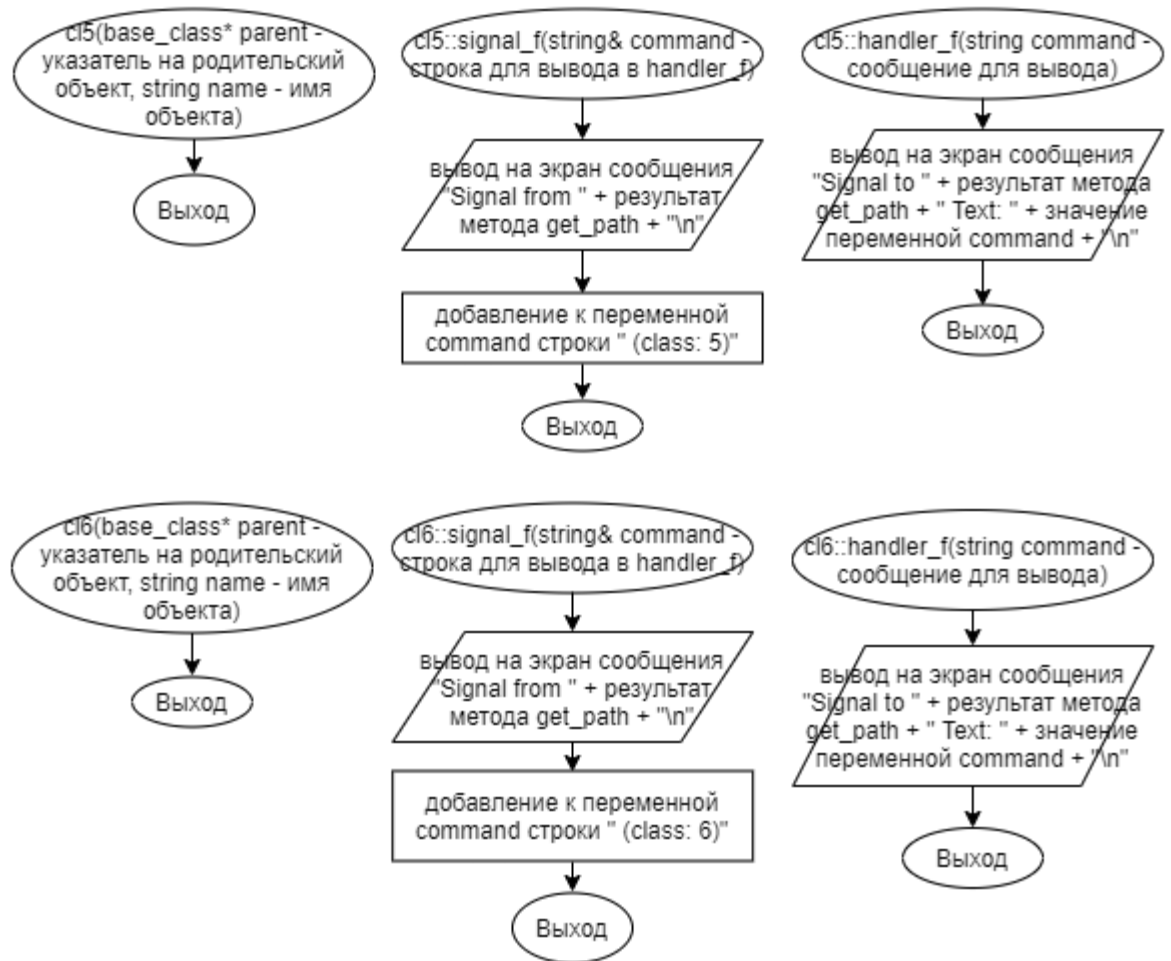 cl5(base_class* parent -
указатель на родительский
объект, string name - имя
объекта)
Выход
cl5::signal_f(string& command -
строка для вывода в handler_f)
вывод на экран сообщения
"Signal from " + результат
метода get_path + "\n"
добавление к переменной
command строки " (class: 5)"
Выход
cl5::handler_f(string command -
сообщение для вывода)
вывод на экран сообщения
"Signal to " + результат метода
get_path + " Text: " + значение
переменной command + "\n"
Выход
cl6(base_class* parent -
указатель на родительский
объект, string name - имя
объекта)
Выход
cl6::signal_f(string& command -
строка для вывода в handler_f)
вывод на экран сообщения
"Signal from " + результат
метода get_path + "\n"
добавление к переменной
command строки " (class: 6)"
Выход
cl6::handler_f(string command -
сообщение для вывода)
вывод на экран сообщения
"Signal to " + результат метода
get_path + " Text: " + значение
переменной command + "\n"
Выход